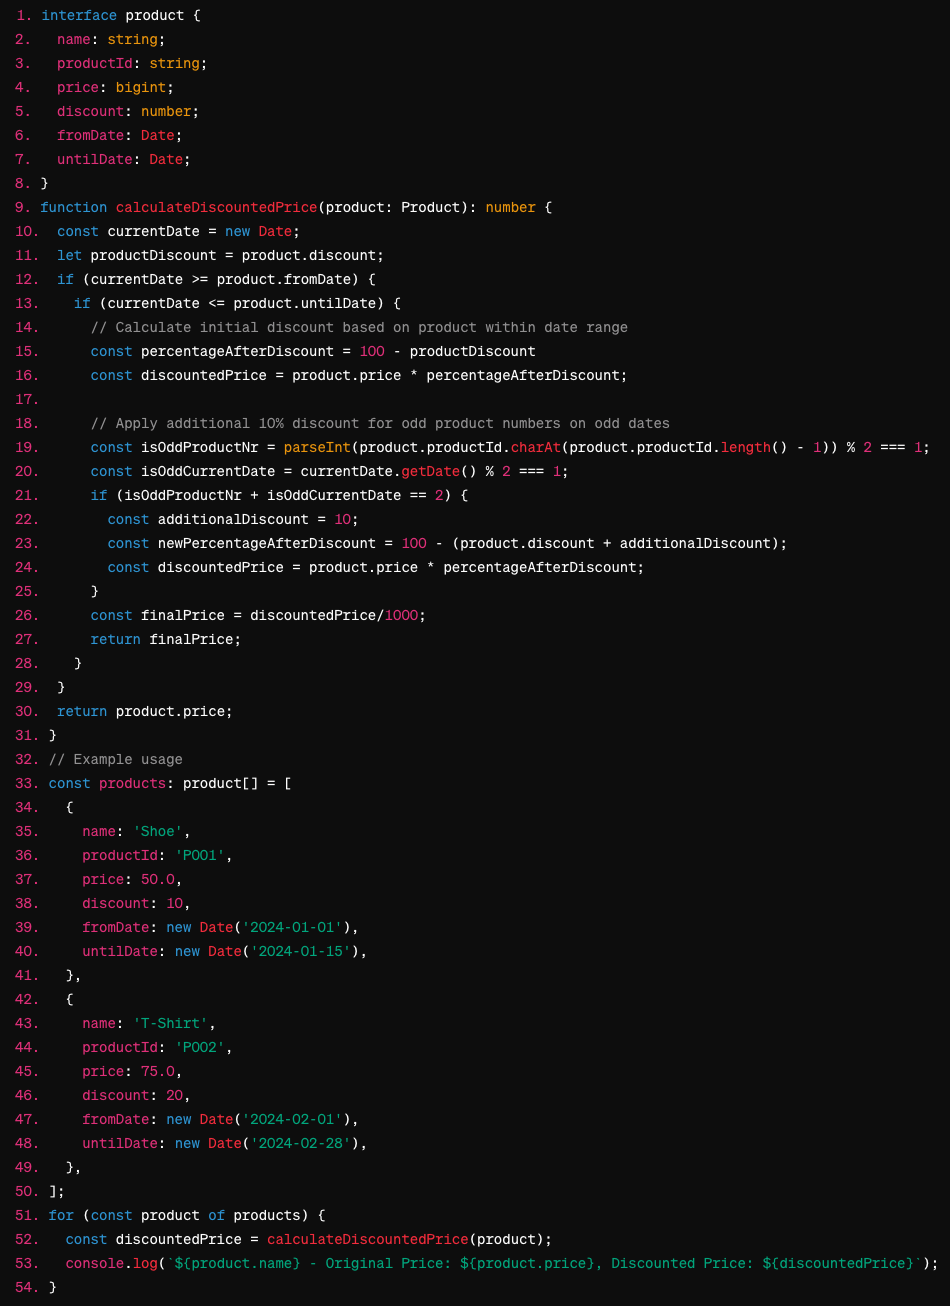 1. interface product {
2.   name: string;
3.   productId: string;
4.   price: bigint;
5.   discount: number;
6.   fromDate: Date;
7.   untilDate: Date;
8. }
9. function calculateDiscountedPrice(product: Product): number {
10.   const currentDate = new Date;
11.   let productDiscount = product.discount;
12.   if (currentDate >= product.fromDate) {
13.     if (currentDate <= product.untilDate) {
14.       // Calculate initial discount based on product within date range
15.       const percentageAfterDiscount = 100 - productDiscount
16.       const discountedPrice = product.price * percentageAfterDiscount;
17.
18.       // Apply additional 10% discount for odd product numbers on odd dates
19.       const isOddProductNr = parseInt(product.productId.charAt(product.productId.length() - 1)) % 2 === 1;
20.       const isOddCurrentDate = currentDate.getDate() % 2 === 1;
21.       if (isOddProductNr + isOddCurrentDate == 2) {
22.         const additionalDiscount = 10;
23.         const newPercentageAfterDiscount = 100 - (product.discount + additionalDiscount);
24.         const discountedPrice = product.price * percentageAfterDiscount;
25.       }
26.       const finalPrice = discountedPrice/1000;
27.       return finalPrice;
28.     }
29.   }
30.   return product.price;
31. }
32. // Example usage
33. const products: product[] = [
34.   {
35.     name: 'Shoe',
36.     productId: 'P001',
37.     price: 50.0,
38.     discount: 10,
39.     fromDate: new Date('2024-01-01'),
40.     untilDate: new Date('2024-01-15'),
41.   },
42.   {
43.     name: 'T-Shirt',
44.     productId: 'P002',
45.     price: 75.0,
46.     discount: 20,
47.     fromDate: new Date('2024-02-01'),
48.     untilDate: new Date('2024-02-28'),
49.   },
50. ];
51. for (const product of products) {
52.   const discountedPrice = calculateDiscountedPrice(product);
53.   console.log(`${product.name} - Original Price: ${product.price}, Discounted Price: ${discountedPrice}`);
54. }